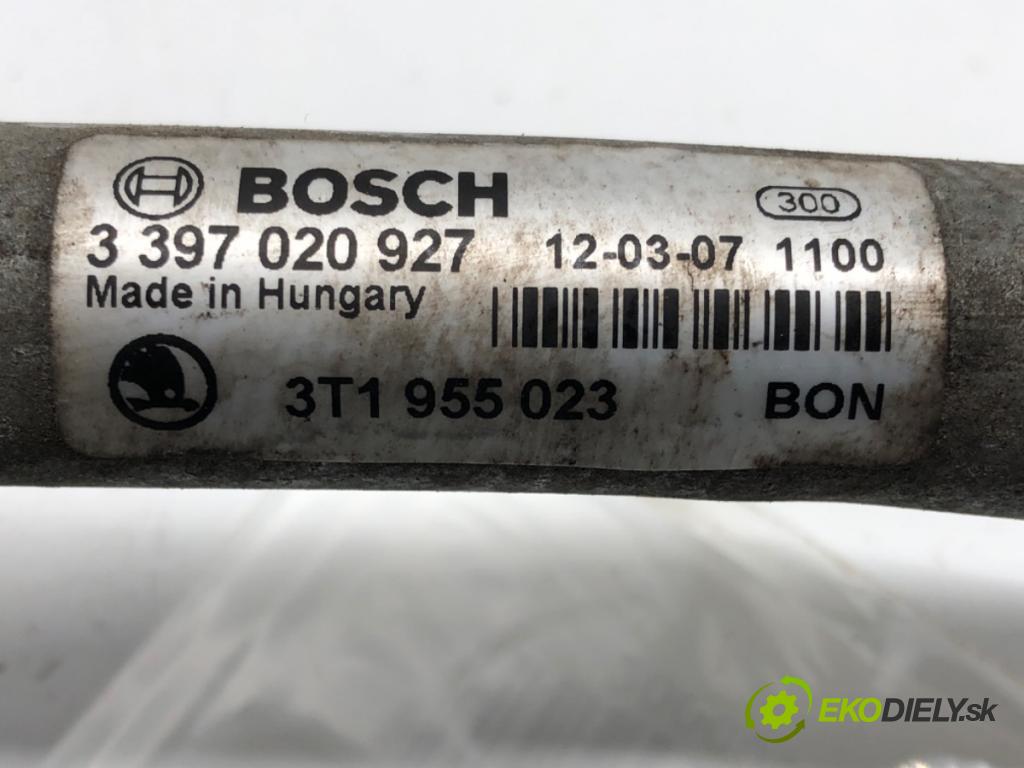 BOSCH 300
3 397 020 927 12-03-07 1100
Made in Hungary
3T1 955 023 BON
EKODIELY.sk